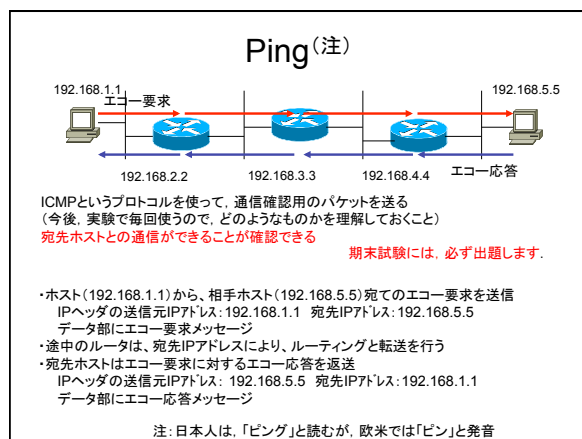 Ping(注)
192.168.1.1
192.168.5.5
エコー要求
192.168.2.2
192.168.3.3
192.168.4.4
エコー応答
ICMPというプロトコルを使って，通信確認用のパケットを送る
（今後，実験で毎回使うので，どのようなものかを理解しておくこと）
宛先ホストとの通信ができることが確認できる
期末試験には，必ず出題します．
・ホスト（192.168.1.1）から、相手ホスト（192.168.5.5）宛てのエコー要求を送信
IPヘッダの送信元IPアドレス：192.168.1.1 宛先IPアドレス：192.168.5.5
データ部にエコー要求メッセージ
・途中のルータは、宛先IPアドレスにより、ルーティングと転送を行う
・宛先ホストはエコー要求に対するエコー応答を返送
IPヘッダの送信元IPアドレス： 192.168.5.5 宛先IPアドレス：192.168.1.1
データ部にエコー応答メッセージ
注：日本人は，「ピング」と読むが，欧米では「ピン」と発音